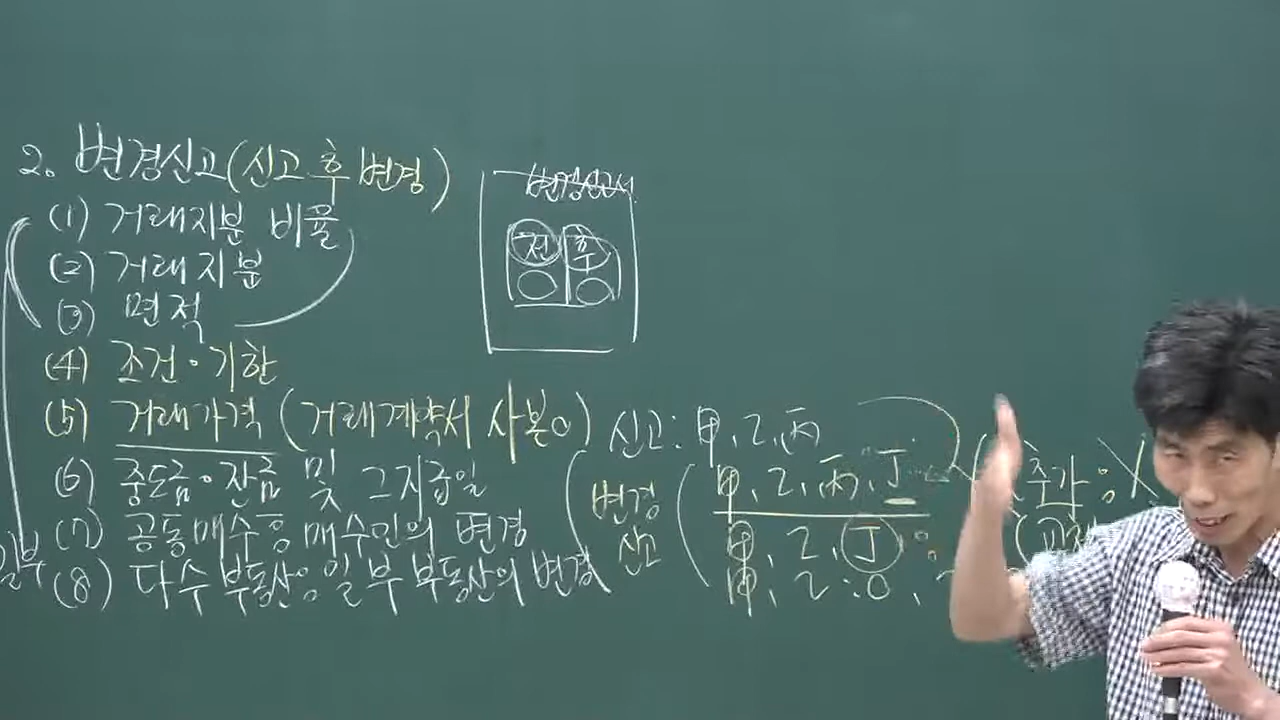 2. 변경신고(신고 후 변경)
(1) 거래지분 비율
(2) 거래지분
(3) 면적
(4) 조건·기한
(5) 거래가격 (거래계약서 사본 O)
(6) 중도금·잔금 및 그 지급일
(7) 공동매수중 매수인의 변경
(8) 다수 부동산중 일부 부동산의 변경
일부
변경신고서
전 후
신고: 甲, 乙, 丙
변경신고
甲, 乙, 丙, 丁
甲, 乙, 丁 :
甲, 乙 : O,
(추가 : X